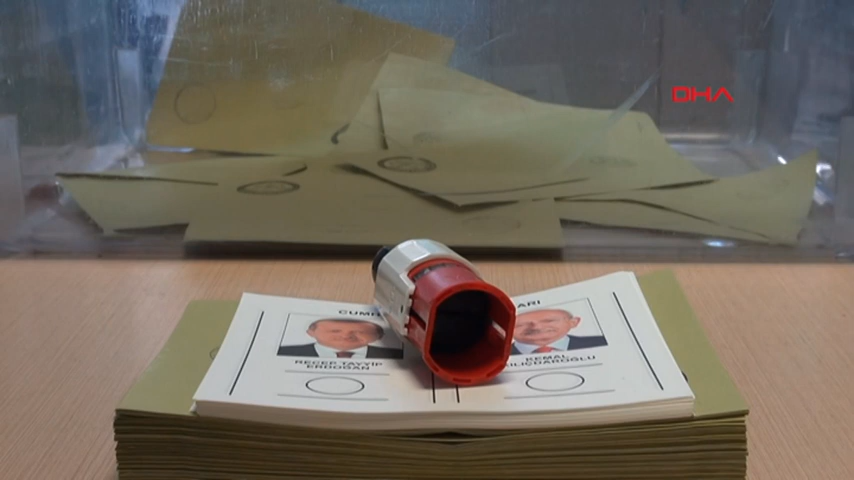 DHA
CUMH
ARI
RECEP TAYYİP
ERDOĞAN
KEMAL
KILIÇDAROĞLU